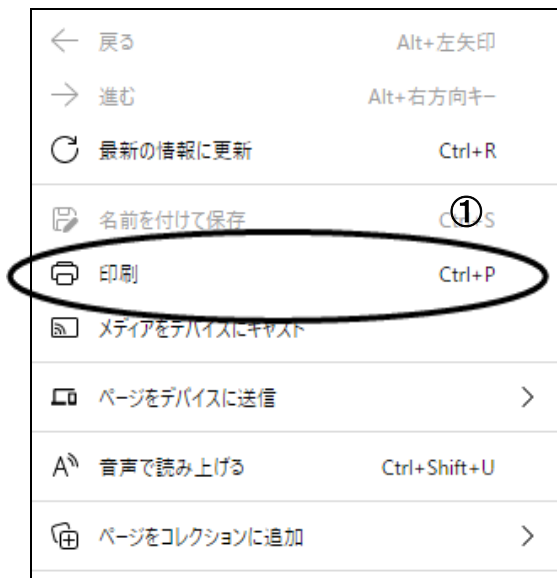 戻る Alt+左矢印
進む Alt+右方向キー
最新の情報に更新 Ctrl+R
①
名前を付けて保存 Ctrl+S
印刷 Ctrl+P
メディアをデバイスにキャスト
ページをデバイスに送信
音声で読み上げる Ctrl+Shift+U
ページをコレクションに追加